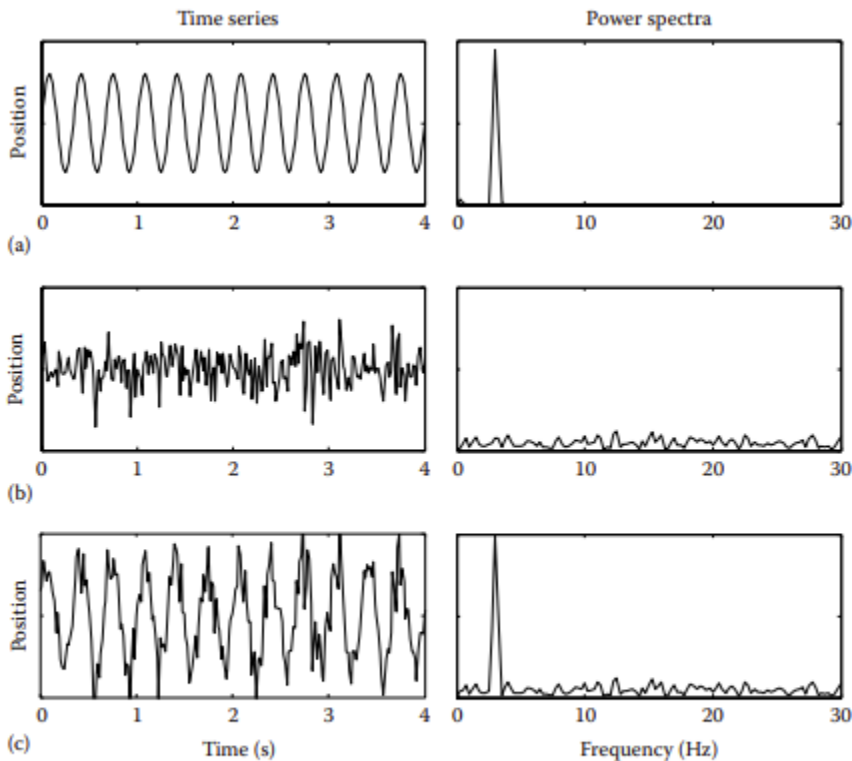 Time series Power spectra
Position
0 1 2 3 4 0 10 20 30
(a)
Position
0 1 2 3 4 0 10 20 30
(b)
Position
0 1 2 3 4 0 10 20 30
(c) Time (s) Frequency (Hz)